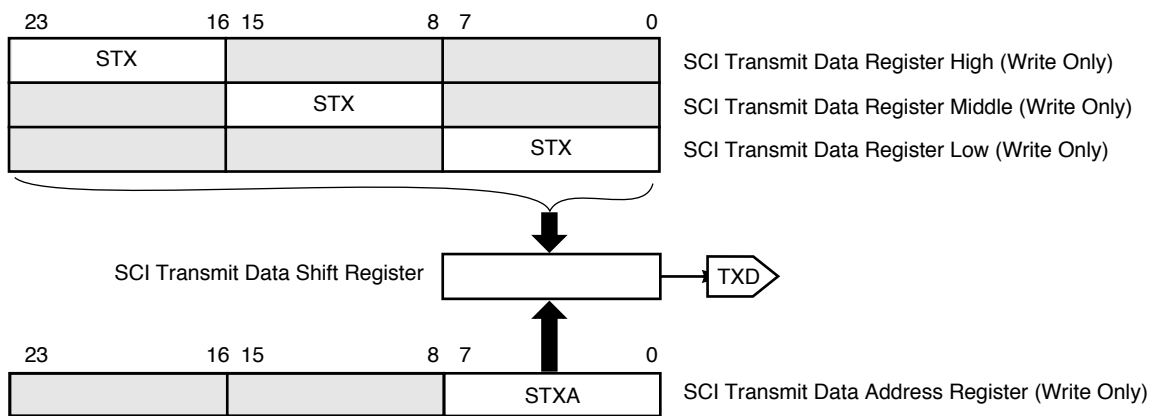 23 16 15 8 7 0
STX SCI Transmit Data Register High (Write Only)
STX SCI Transmit Data Register Middle (Write Only)
STX SCI Transmit Data Register Low (Write Only)
SCI Transmit Data Shift Register TXD
23 16 15 8 7 0
STXA SCI Transmit Data Address Register (Write Only)